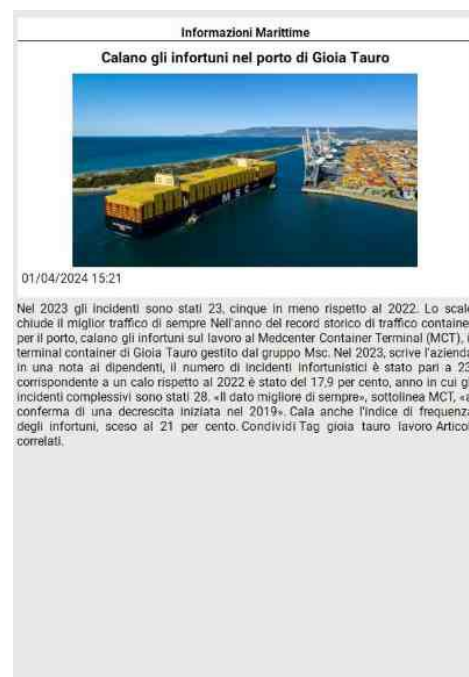 Informazioni Marittime
Calano gli infortuni nel porto di Gioia Tauro
MSC
01/04/2024 15:21
Nel 2023 gli incidenti sono stati 23, cinque in meno rispetto al 2022. Lo scal
chiude il miglior traffico di sempre Nell'anno del record storico di traffico containe
per il porto, calano gli infortuni sul lavoro al Medcenter Container Terminal (MCT), i
terminal container di Gioia Tauro gestito dal gruppo Msc. Nel 2023, scrive l'azienda
in una nota ai dipendenti, il numero di incidenti infortunistici è stato pari a 23
corrispondente a un calo rispetto al 2022 è stato del 17,9 per cento, anno in cui g
incidenti complessivi sono stati 28. «Il dato migliore di sempre», sottolinea MCT, «a
conferma di una decrescita iniziata nel 2019». Cala anche l'indice di frequenza
degli infortuni, sceso al 21 per cento. Condividi Tag gioia tauro lavoro Articol
correlati.